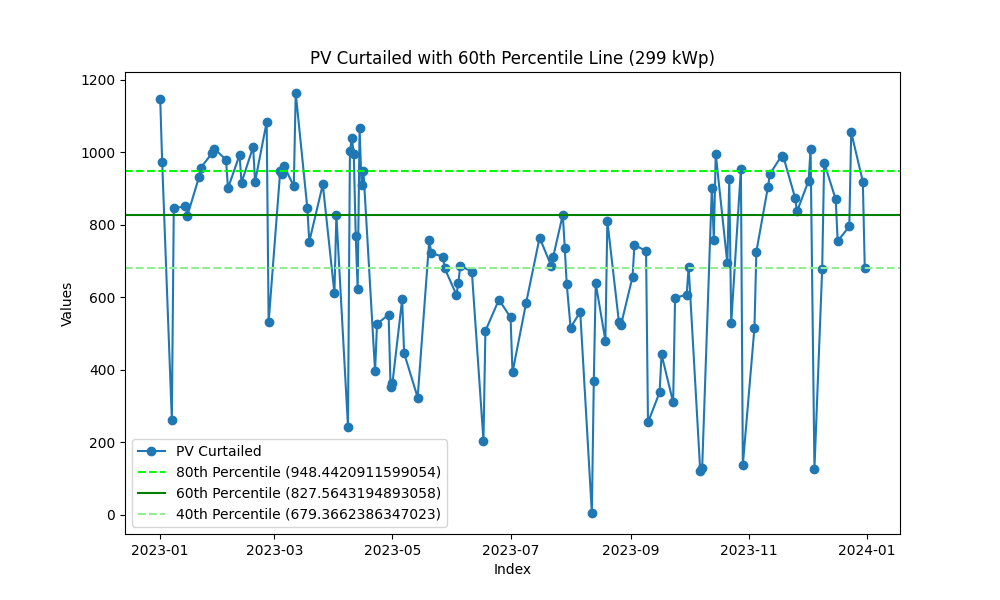 PV Curtailed with 60th Percentile Line (299 kWp)
1200
1000
800
600
400
200
0
Values
PV Curtailed
80th Percentile (948.4420911599054)
60th Percentile (827.5643194893058)
40th Percentile (679.3662386347023)
2023-01 2023-03 2023-05 2023-07 2023-09 2023-11 2024-01
Index